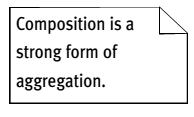 Composition is a
strong form of
aggregation.